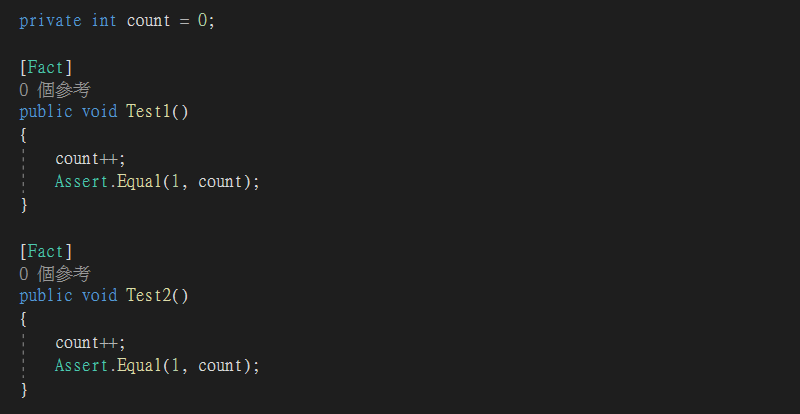 private int count = 0;
[Fact]
0 個參考
public void Test1()
{
count++;
Assert.Equal(1, count);
}
[Fact]
0 個參考
public void Test2()
{
count++;
Assert.Equal(1, count);
}